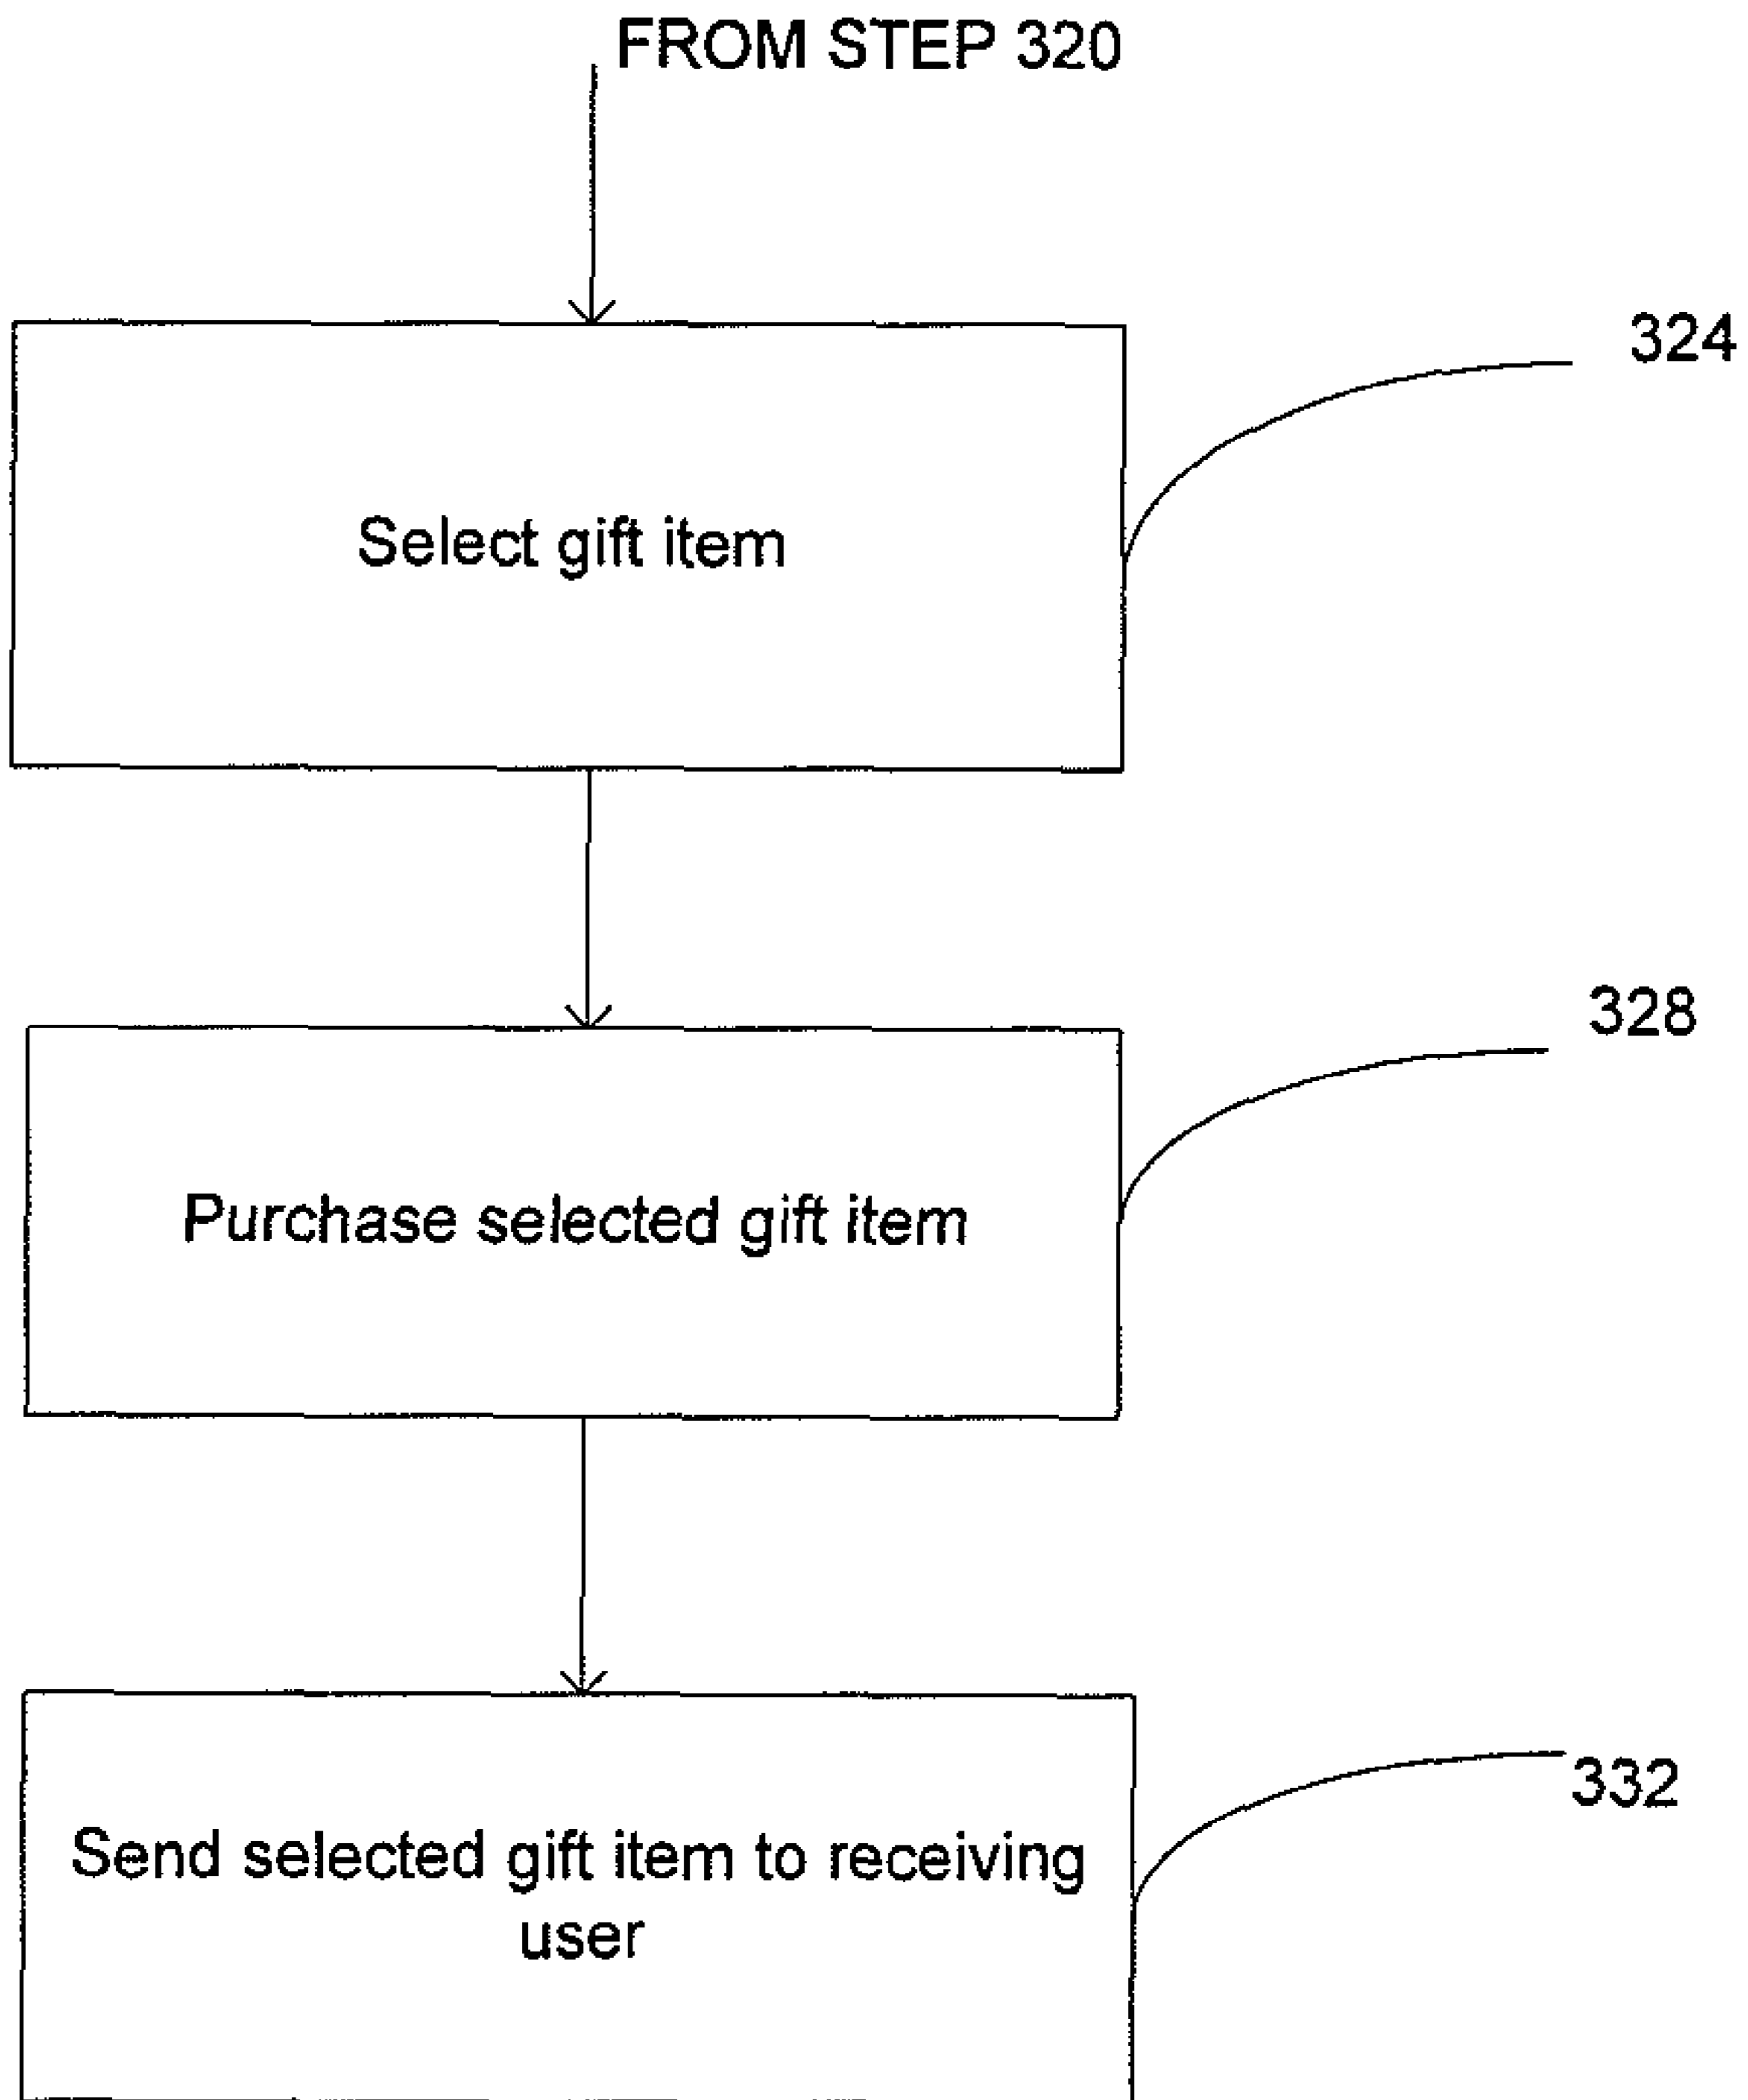 FROM STEP 320
324
Select gift item
328
Purchase selected gift item
332
Send selected gift item to receiving
user